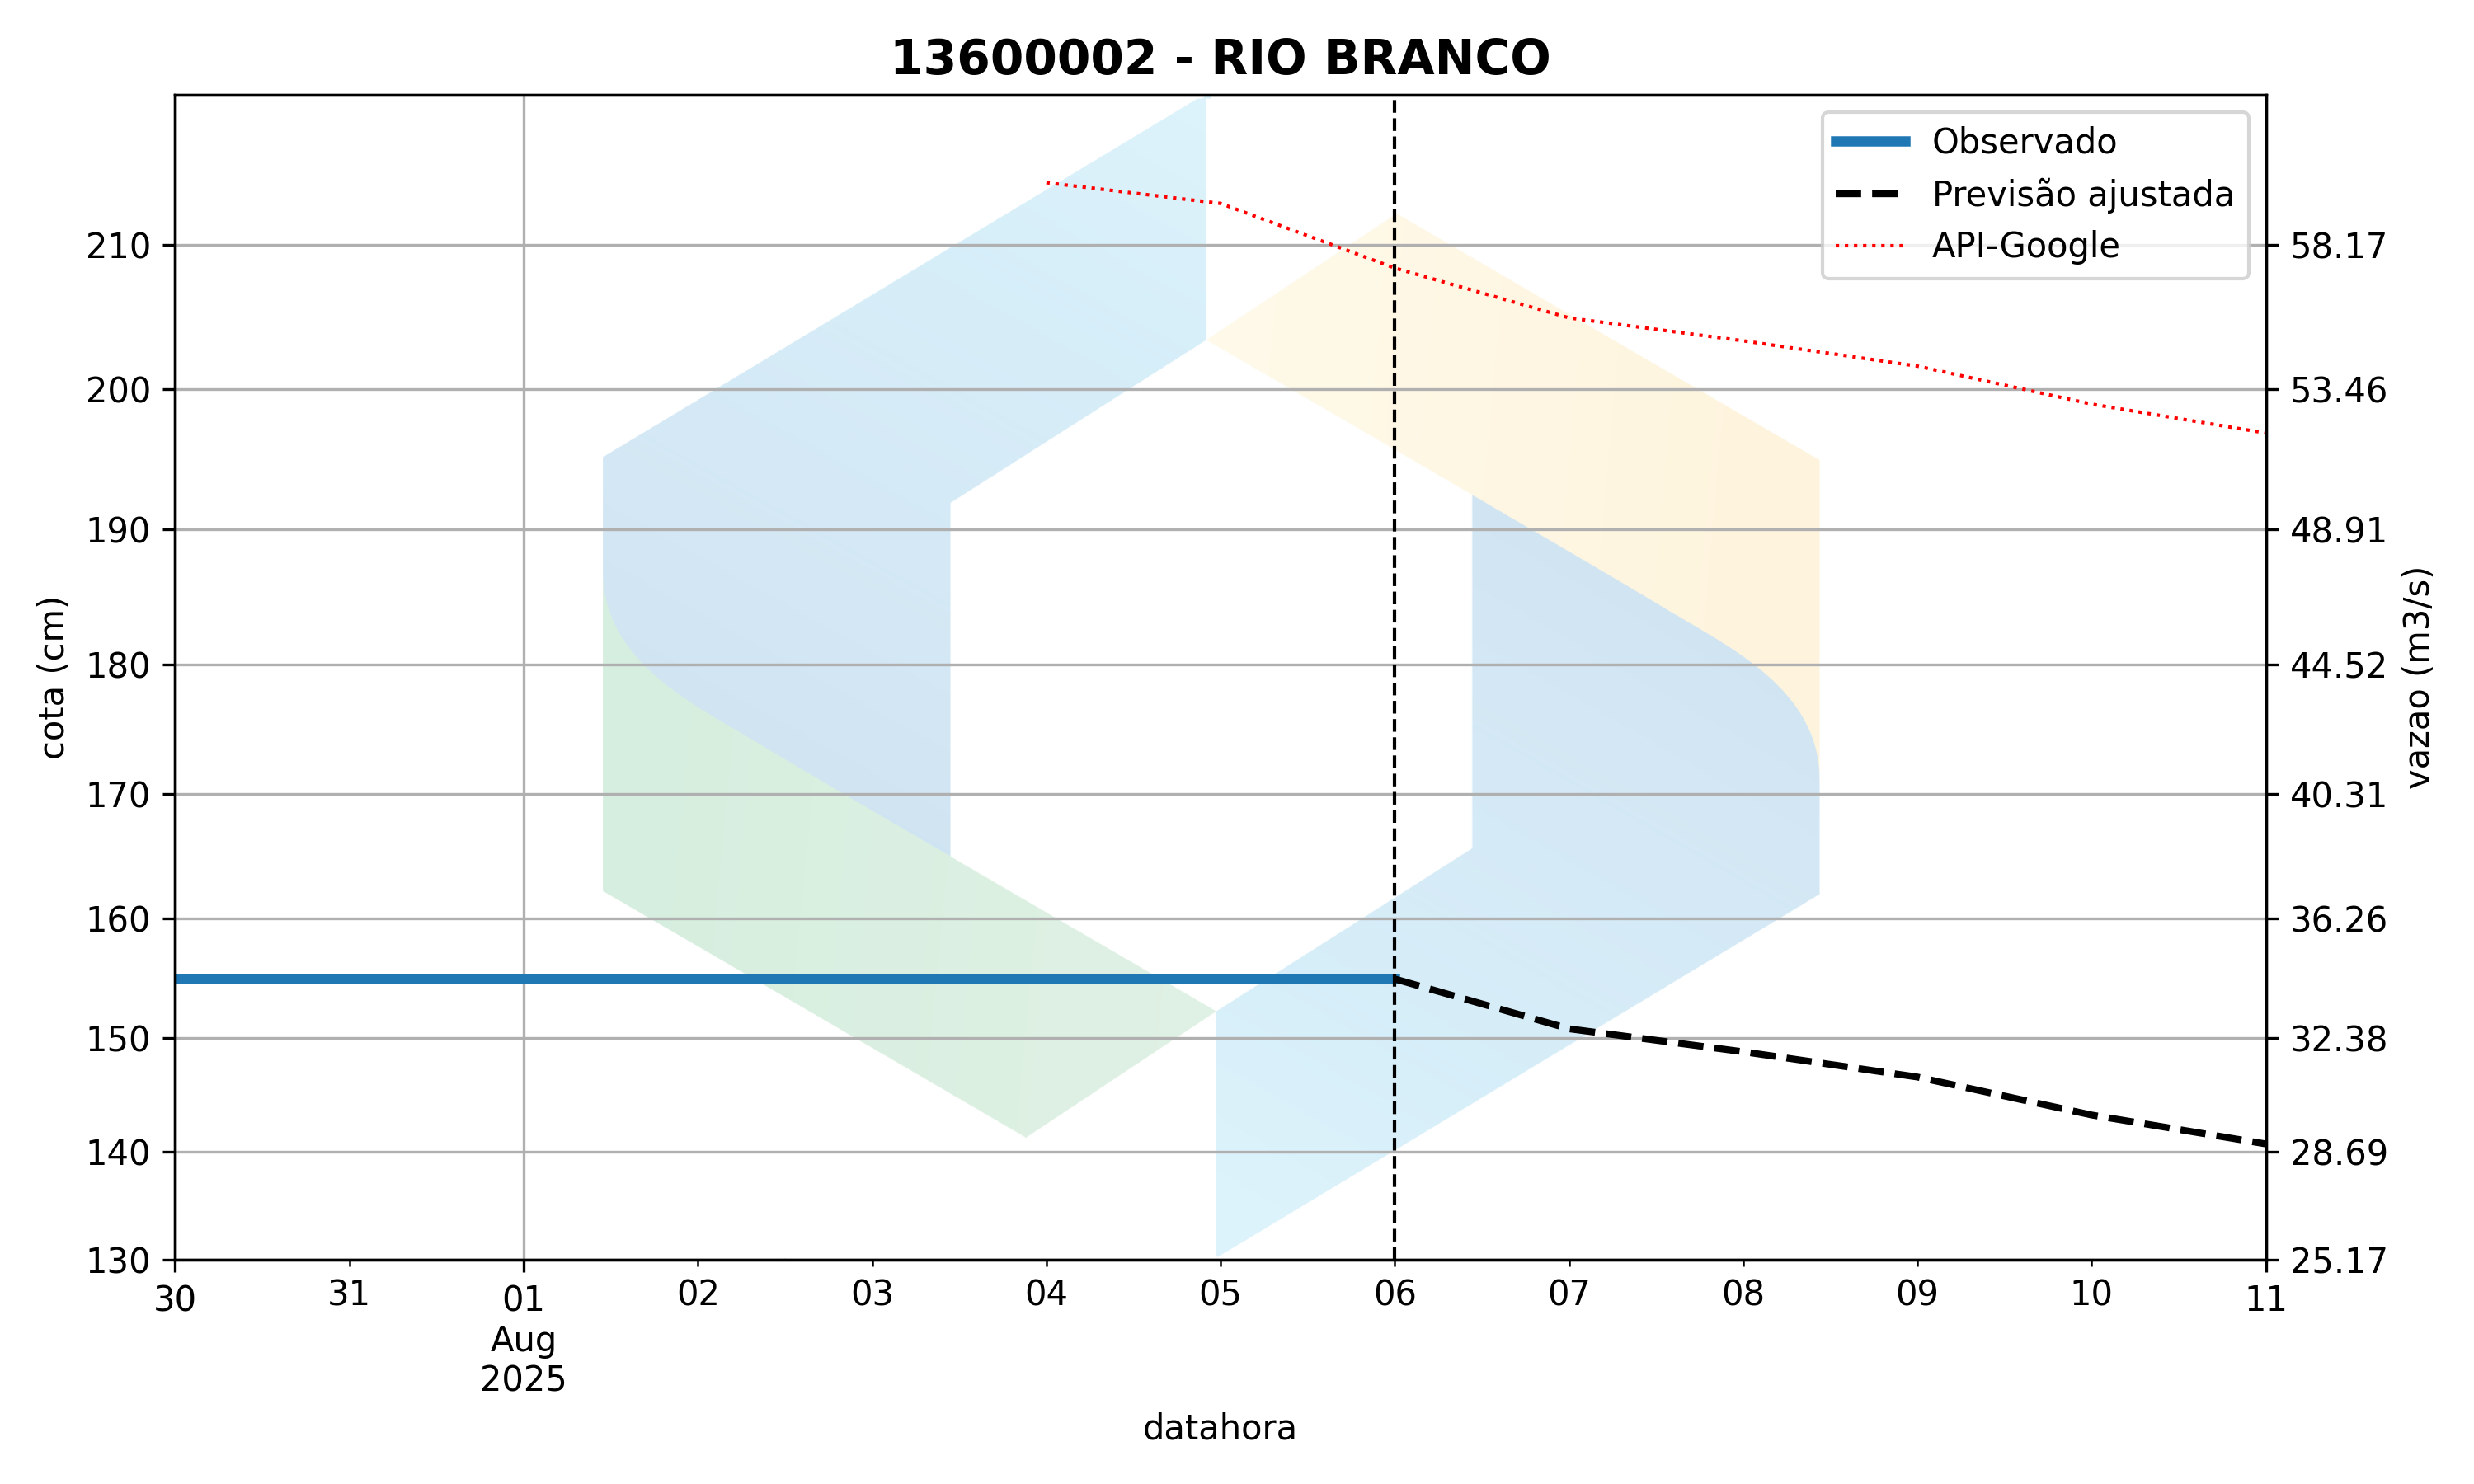 13600002 - RIO BRANCO
Observado
Previsão ajustada
API-Google
210
200
190
180
170
160
150
140
130
cota (cm)
58.17
53.46
48.91
44.52
40.31
36.26
32.38
28.69
25.17
vazao (m3/s)
30 31 01 02 03 04 05 06 07 08 09 10 11
Aug
2025
datahora